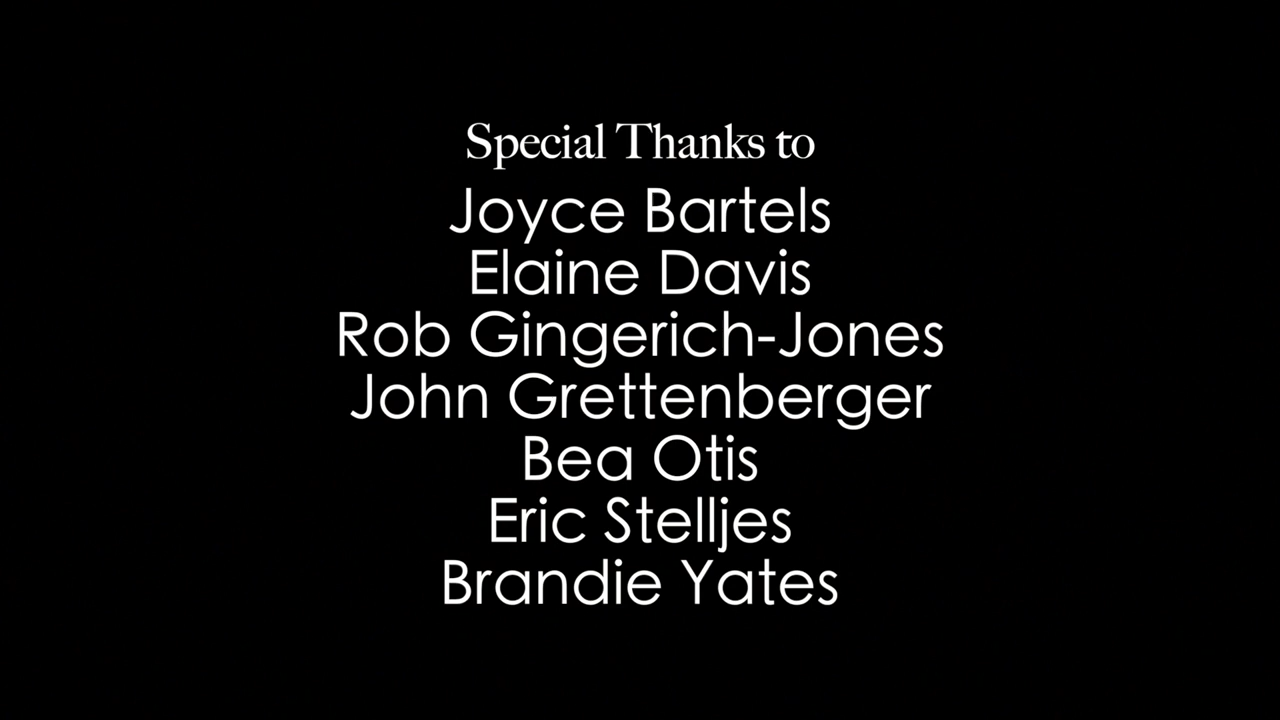 Special Thanks to
Joyce Bartels
Elaine Davis
Rob Gingerich-Jones
John Grettenberger
Bea Otis
Eric Stelljes
Brandie Yates